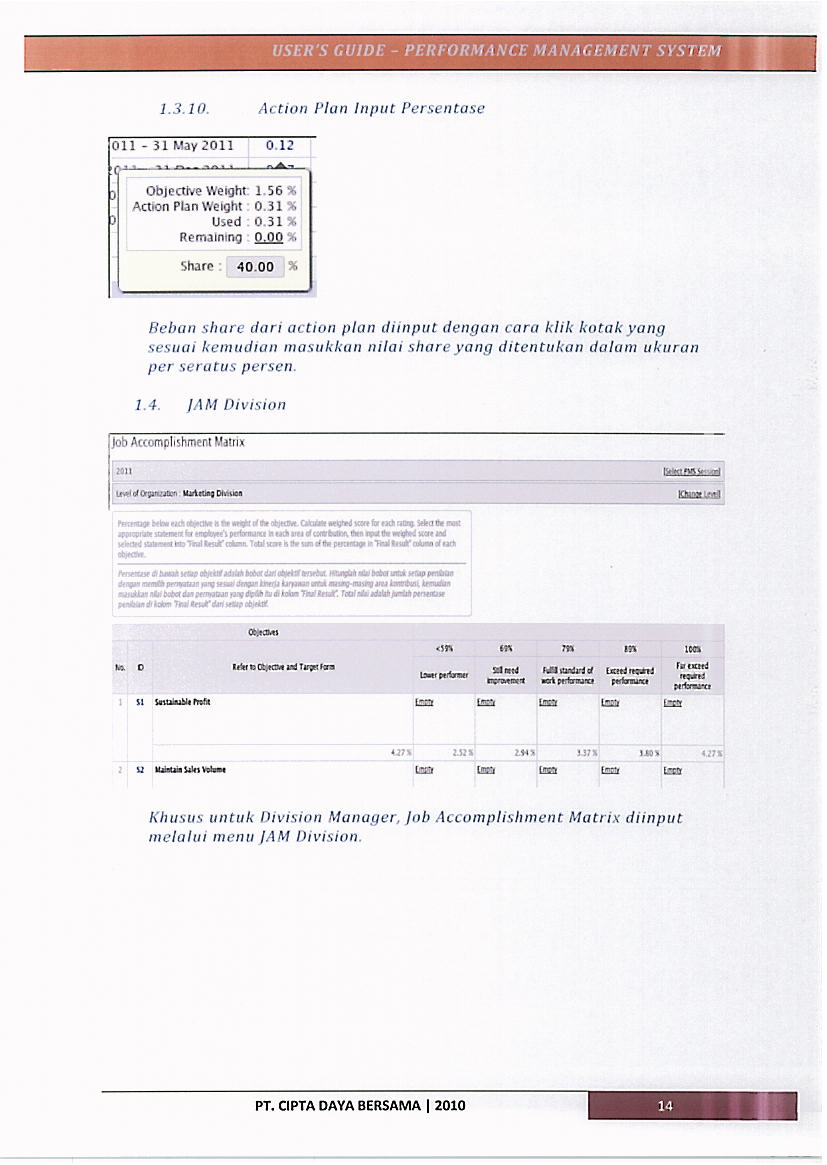 USER'S GUIDE – PERFORMANCE MANAGEMENT SYSTEM
1.3.10. Action Plan Input Persentase
011 - 31 May 2011 0.12
Objective Weight: 1.56 %
Action Plan Weight : 0.31 %
Used : 0.31 %
Remaining : 0.00 %
Share : 40.00 %
Beban share dari action plan diinput dengan cara klik kotak yang
sesuai kemudian masukkan nilai share yang ditentukan dalam ukuran
per seratus persen.
1.4. JAM Division
Job Accomplishment Matrix
2011 [Select PMS Session]
Level of Organization : Marketing Division [Change Level]
Percentage below each objective is the weight of the objective. Calculate weighed score for each rating. Select the most
appropriate statement for employee's performance in each area of contribution, then input the weighed score and
selected statement into "Final Result" column. Total score is the sum of the percentage in "Final Result" column of each
objective.
Persentase di bawah setiap objektif adalah bobot dari objektif tersebut. Hitunglah nilai bobot untuk setiap penilaian
dengan memilih pernyataan yang sesuai dengan kinerja karyawan untuk masing-masing area kontribusi, kemudian
masukkan nilai bobot dan pernyataan yang dipilih itu di kolom "Final Result". Total nilai adalah jumlah persentase
penilaian di kolom "Final Result" dari setiap objektif.
Objectives
<59% 69% 79% 89% 100%
No. ID Refer to Objective and Target Form Lower performer Still need improvement Fulfill standard of work performance Exceed required performance Far exceed required performance
1 S1 Sustainable Profit Empty Empty Empty Empty Empty
4.27 % 2.52 % 2.94 % 3.37 % 3.80 % 4.27 %
2 S2 Maintain Sales Volume Empty Empty Empty Empty Empty
Khusus untuk Division Manager, Job Accomplishment Matrix diinput
melalui menu JAM Division.
PT. CIPTA DAYA BERSAMA | 2010 14